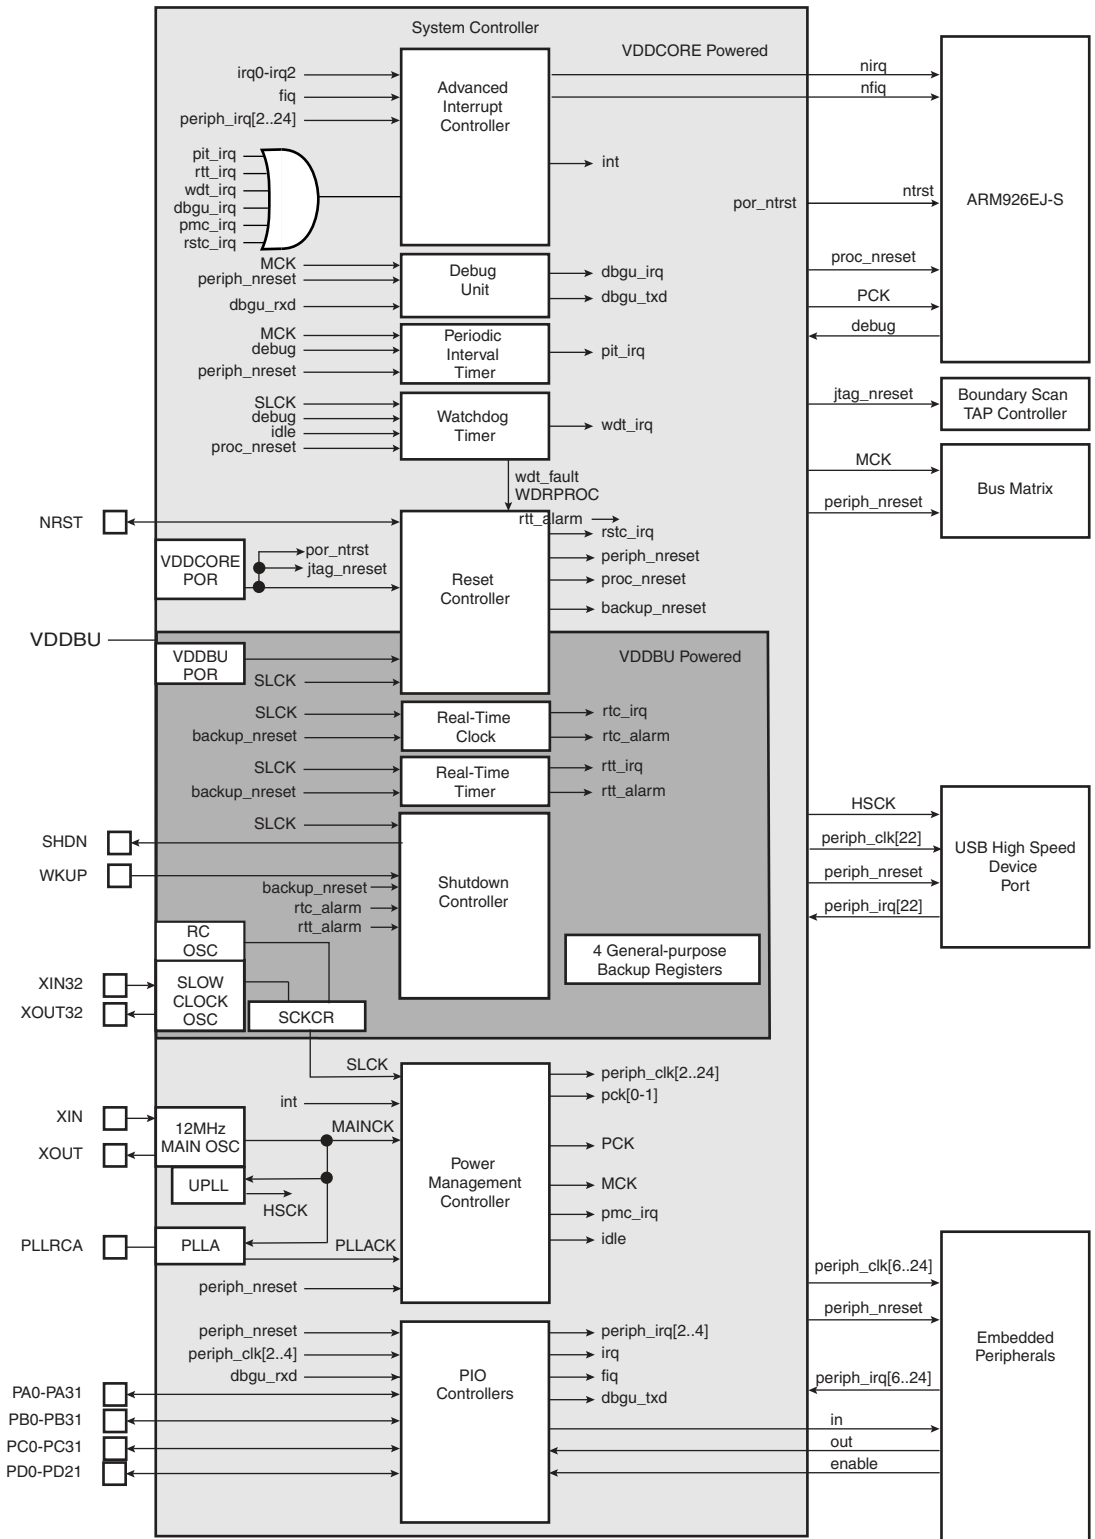 System Controller
VDDCORE Powered
irq0-irq2
fiq
periph_irq[2..24]
Advanced
Interrupt
Controller
nirq
nfiq
int
pit_irq
rtt_irq
wdt_irq
dbgu_irq
pmc_irq
rstc_irq
por_ntrst
ntrst
ARM926EJ-S
proc_nreset
PCK
debug
MCK
periph_nreset
dbgu_rxd
Debug
Unit
dbgu_irq
dbgu_txd
MCK
debug
periph_nreset
Periodic
Interval
Timer
pit_irq
SLCK
debug
idle
proc_nreset
Watchdog
Timer
wdt_irq
jtag_nreset
Boundary Scan
TAP Controller
MCK
periph_nreset
Bus Matrix
wdt_fault
WDRPROC
NRST
rtt_alarm
rstc_irq
periph_nreset
proc_nreset
backup_nreset
VDDCORE
POR
por_ntrst
jtag_nreset
Reset
Controller
VDDBU
VDDBU
POR
SLCK
VDDBU Powered
SLCK
backup_nreset
Real-Time
Clock
rtc_irq
rtc_alarm
SLCK
backup_nreset
Real-Time
Timer
rtt_irq
rtt_alarm
SLCK
SHDN
WKUP
backup_nreset
rtc_alarm
rtt_alarm
Shutdown
Controller
HSCK
periph_clk[22]
periph_nreset
periph_irq[22]
USB High Speed
Device
Port
RC
OSC
4 General-purpose
Backup Registers
XIN32
XOUT32
SLOW
CLOCK
OSC
SCKCR
SLCK
int
XIN
XOUT
12MHz
MAIN OSC
MAINCK
UPLL
HSCK
PLLRCA
PLLA
PLLACK
periph_nreset
Power
Management
Controller
periph_clk[2..24]
pck[0-1]
PCK
MCK
pmc_irq
idle
periph_nreset
periph_clk[2..4]
dbgu_rxd
PA0-PA31
PB0-PB31
PC0-PC31
PD0-PD21
PIO
Controllers
periph_irq[2..4]
irq
fiq
dbgu_txd
periph_clk[6..24]
periph_nreset
periph_irq[6..24]
in
out
enable
Embedded
Peripherals